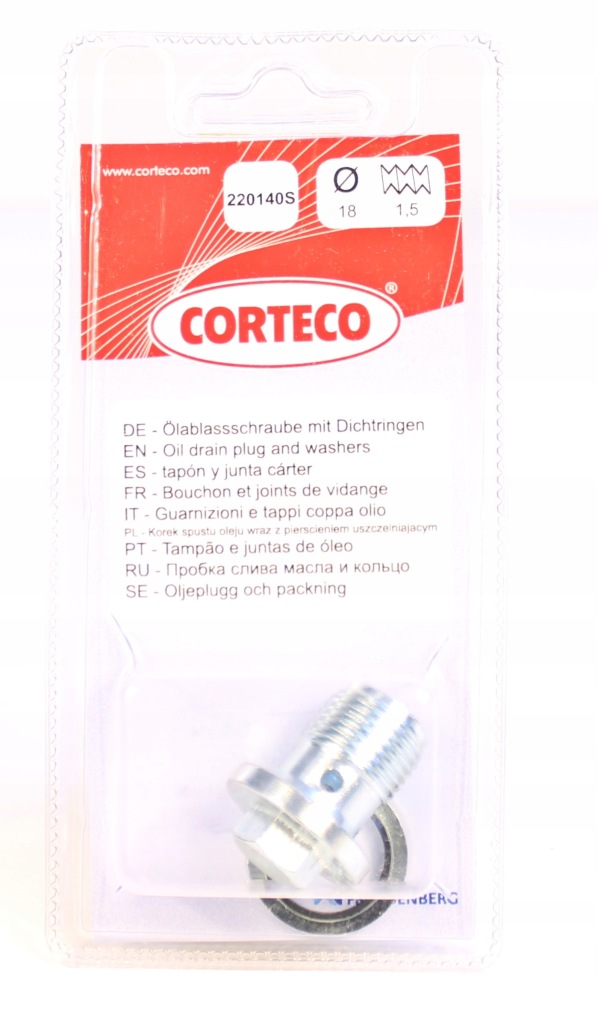 www.corteco.com
220140S
Ø
18
1,5
CORTECO®
DE - Ölablassschraube mit Dichtringen
EN - Oil drain plug and washers
ES - tapón y junta cárter
FR - Bouchon et joints de vidange
IT - Guarnizioni e tappi coppa olio
PL - Korek spustu oleju wraz z pierscieniem uszczelniajacym
PT - Tampão e juntas de óleo
RU - Пробка слива масла и кольцо
SE - Oljeplugg och packning